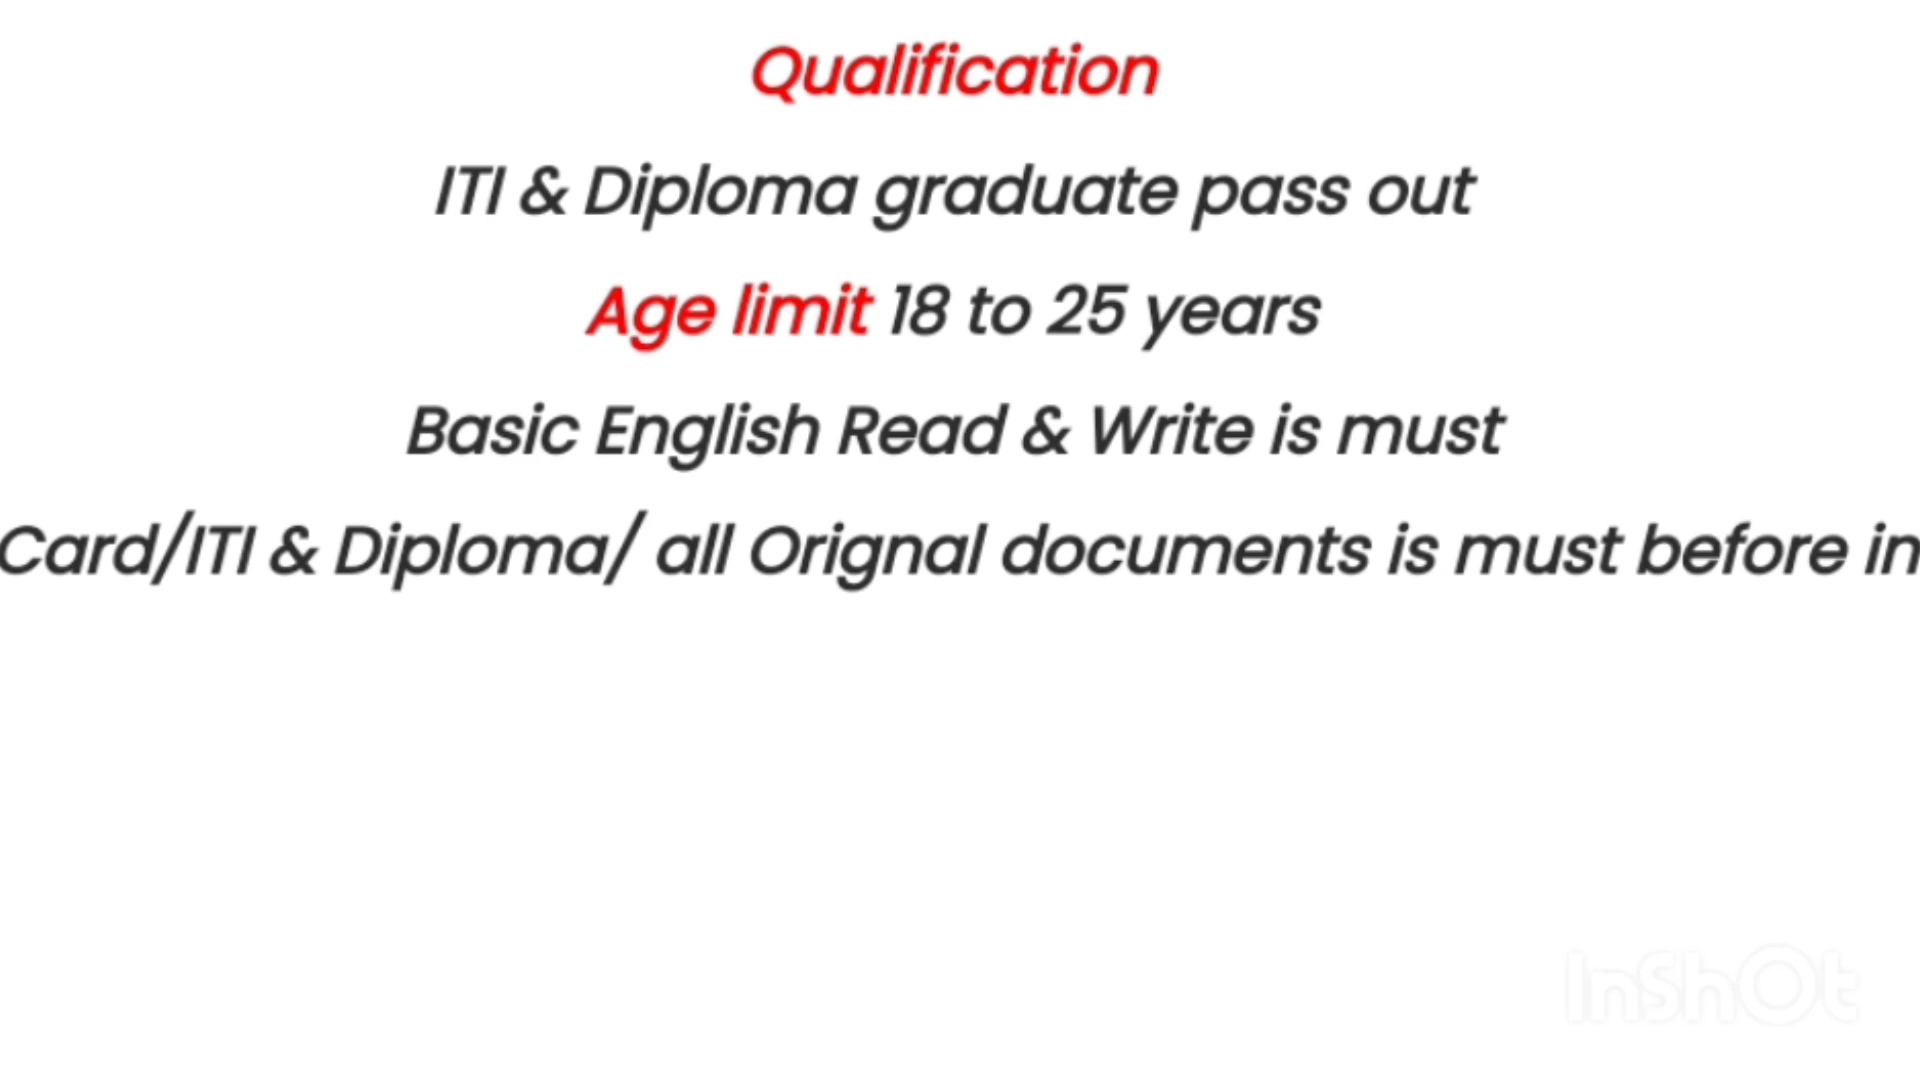 Qualification
ITI & Diploma graduate pass out
Age limit 18 to 25 years
Basic English Read & Write is must
Card/ITI & Diploma/ all Orignal documents is must before in
InShOt